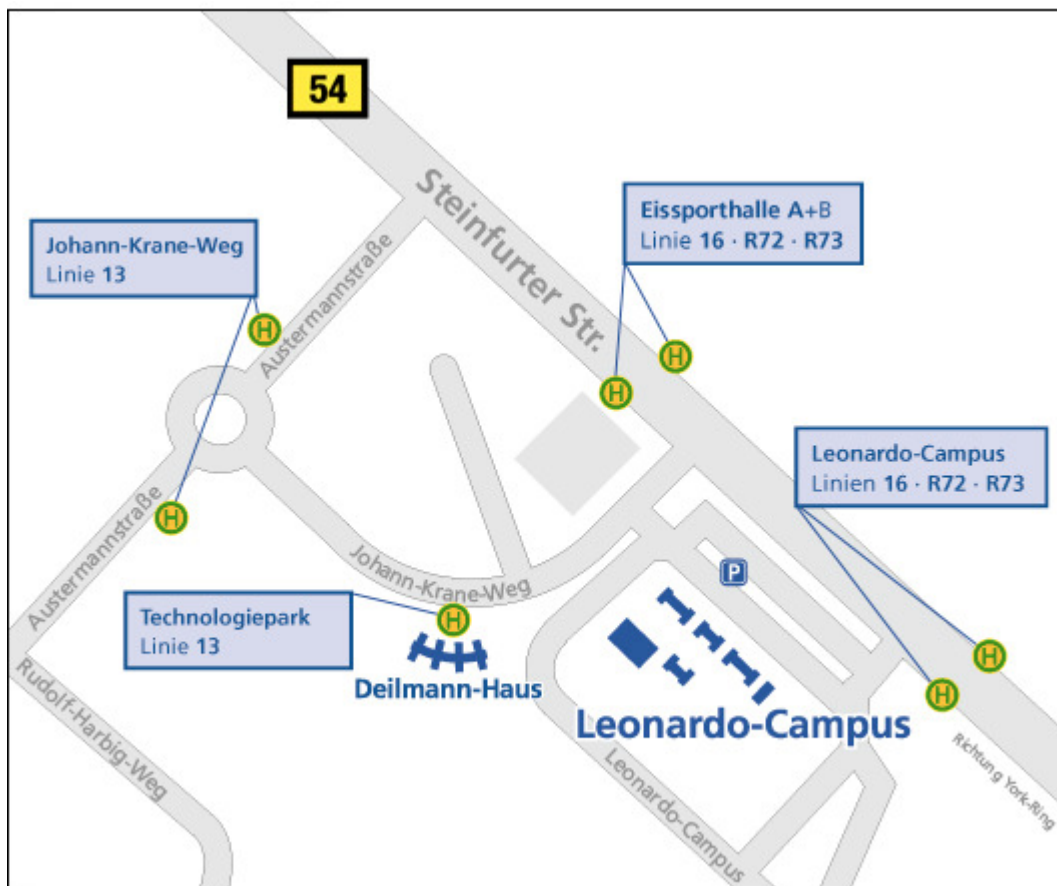 54
Steinfurter Str.
Eissporthalle A+B
Linie 16 · R72 · R73
Johann-Krane-Weg
Linie 13
Austermannstraße
H
H
H
Leonardo-Campus
Linien 16 · R72 · R73
Austermannstraße
H
Johann-Krane-Weg
P
Technologiepark
Linie 13
H
Deilmann-Haus
H
H
Leonardo-Campus
Rudolf-Harbig-Weg
Leonardo-Campus
Richtung York-Ring